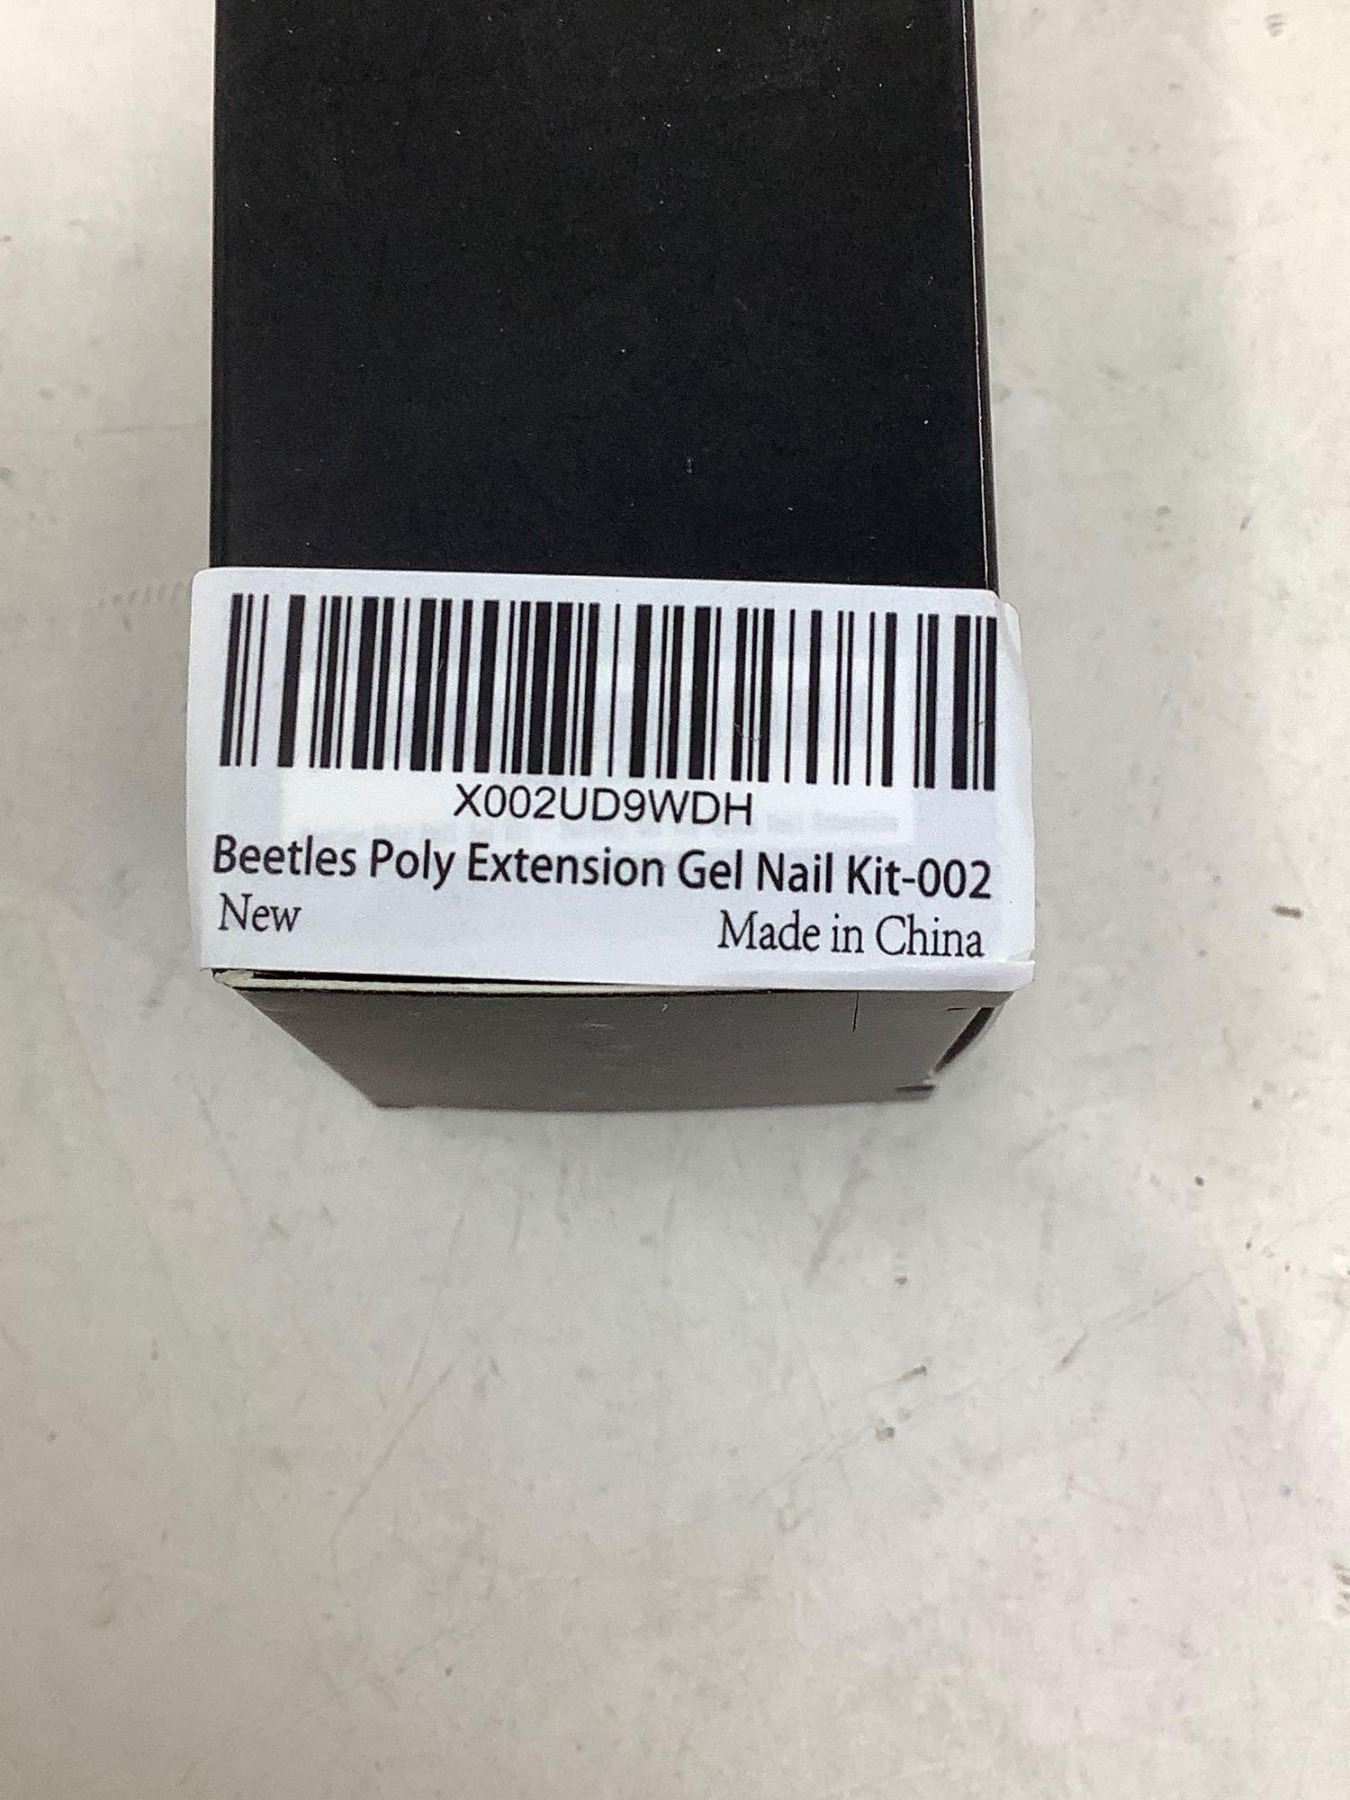 X002UD9WDH
Beetles Poly Extension Gel Nail Kit-002
New Made in China